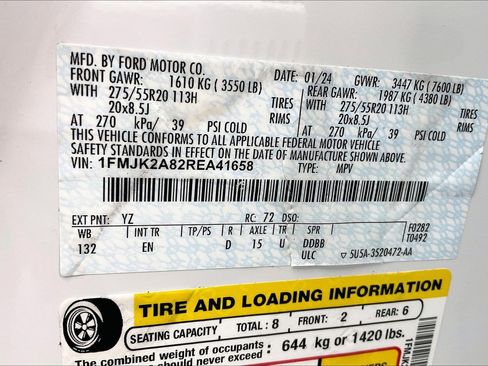 MFD. BY FORD MOTOR CO.
DATE: 01/24 GVWR: 3447 KG (7600 LB)
FRONT GAWR: 1610 KG (3550 LB) REAR GAWR: 1987 KG (4380 LB)
WITH 275/55R20 113H TIRES WITH 275/55R20 113H TIRES
20x8.5J RIMS 20x8.5J RIMS
AT 270 kPa/ 39 PSI COLD AT 270 kPa/ 39 PSI COLD
THIS VEHICLE CONFORMS TO ALL APPLICABLE FEDERAL MOTOR VEHICLE
SAFETY STANDARDS IN EFFECT ON THE DATE OF MANUFACTURE SHOWN ABOVE.
VIN: 1FMJK2A82REA41658 TYPE: MPV
EXT PNT: YZ RC: 72 DSO: F0282
WB INT TR TP/PS R AXLE TR SPR T0492
132 EN D 15 U DDBB
ULC ▽ 5U5A-3520472-AA
TIRE AND LOADING INFORMATION
SEATING CAPACITY TOTAL: 8 FRONT: 2 REAR: 6
The combined weight of occupants
should never exceed 644 kg or 1420 lbs.